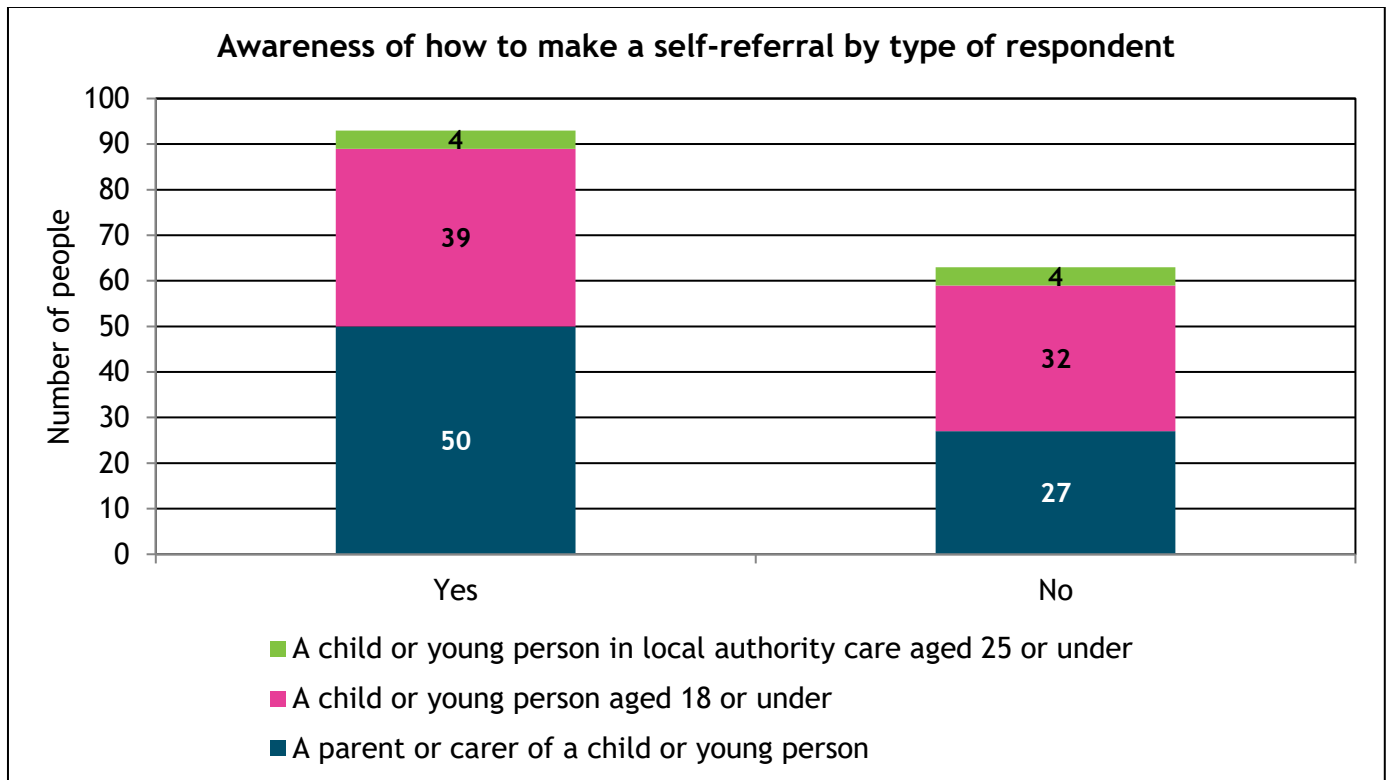 Awareness of how to make a self-referral by type of respondent
100
90
80
70
60
50
40
30
20
10
0
Number of people
4
39
50
4
32
27
Yes
No
A child or young person in local authority care aged 25 or under
A child or young person aged 18 or under
A parent or carer of a child or young person